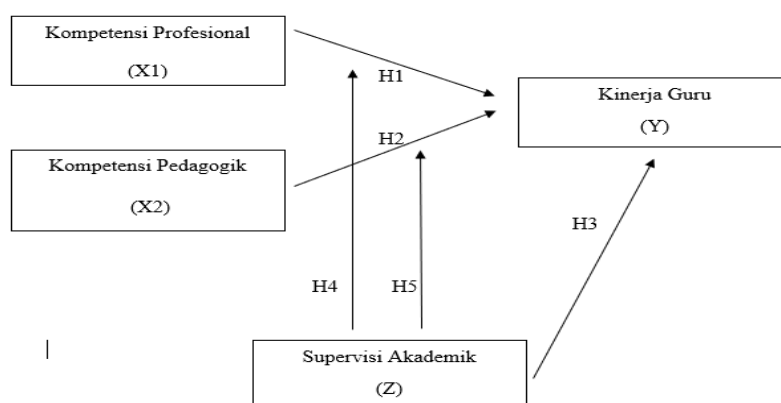 Kompetensi Profesional
(X1)
H1
Kinerja Guru
(Y)
H2
Kompetensi Pedagogik
(X2)
H3
H4
H5
Supervisi Akademik
(Z)